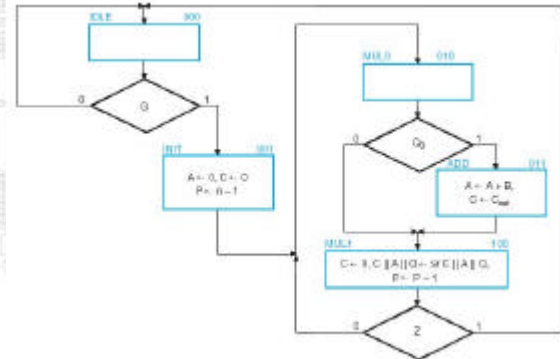 IDLE 000
G
0 1
INIT 001
A ← 0, C ← 0
P ← n − 1
MUL0 010
Q₀
0 1
ADD 011
A ← A + B,
C ← Cout
MUL1 100
C ← 0, C || A || Q ← sr C || A || Q,
P ← P − 1
Z
0 1